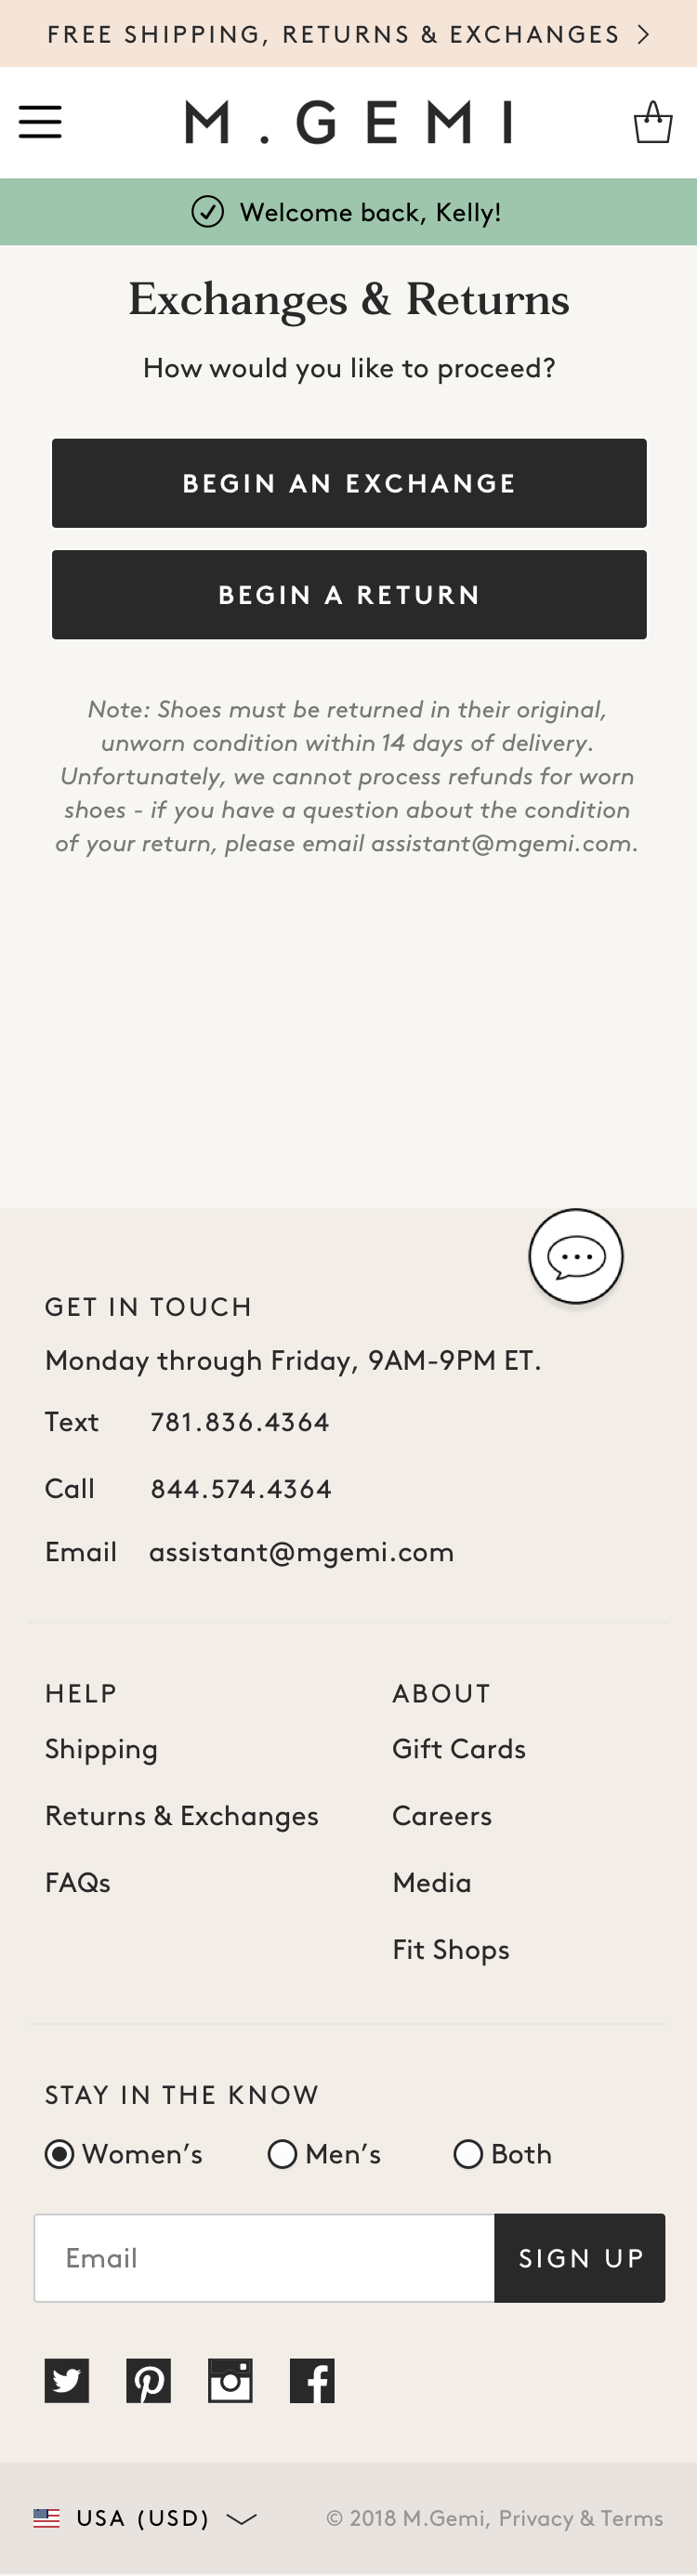 FREE SHIPPING, RETURNS & EXCHANGES
M.GEMI
Welcome back, Kelly!
Exchanges & Returns
How would you like to proceed?
BEGIN AN EXCHANGE
BEGIN A RETURN
Note: Shoes must be returned in their original,
unworn condition within 14 days of delivery.
Unfortunately, we cannot process refunds for worn
shoes - if you have a question about the condition
of your return, please email assistant@mgemi.com.
GET IN TOUCH
Monday through Friday, 9AM-9PM ET.
Text 781.836.4364
Call 844.574.4364
Email assistant@mgemi.com
HELP
Shipping
Returns & Exchanges
FAQs
ABOUT
Gift Cards
Careers
Media
Fit Shops
STAY IN THE KNOW
Women’s Men’s Both
Email SIGN UP
USA (USD) © 2018 M.Gemi, Privacy & Terms